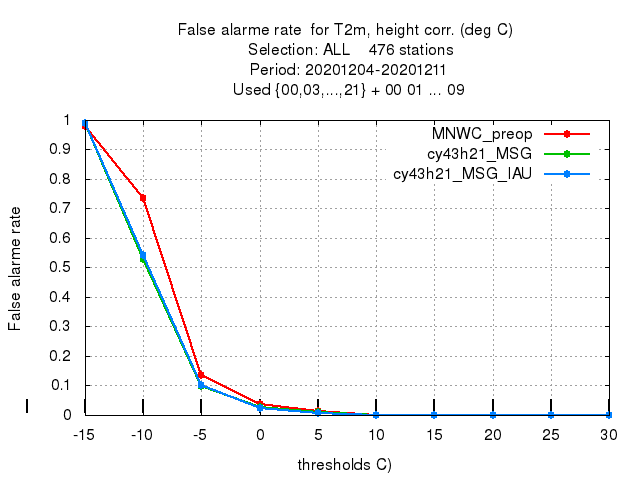 False alarme rate  for T2m, height corr. (deg C)
Selection: ALL    476 stations
Period: 20201204-20201211
Used {00,03,...,21} + 00 01 ... 09
MNWC_preop
cy43h21_MSG
cy43h21_MSG_IAU
False alarme rate
1
0.9
0.8
0.7
0.6
0.5
0.4
0.3
0.2
0.1
0
-15 -10 -5 0 5 10 15 20 25 30
thresholds C)